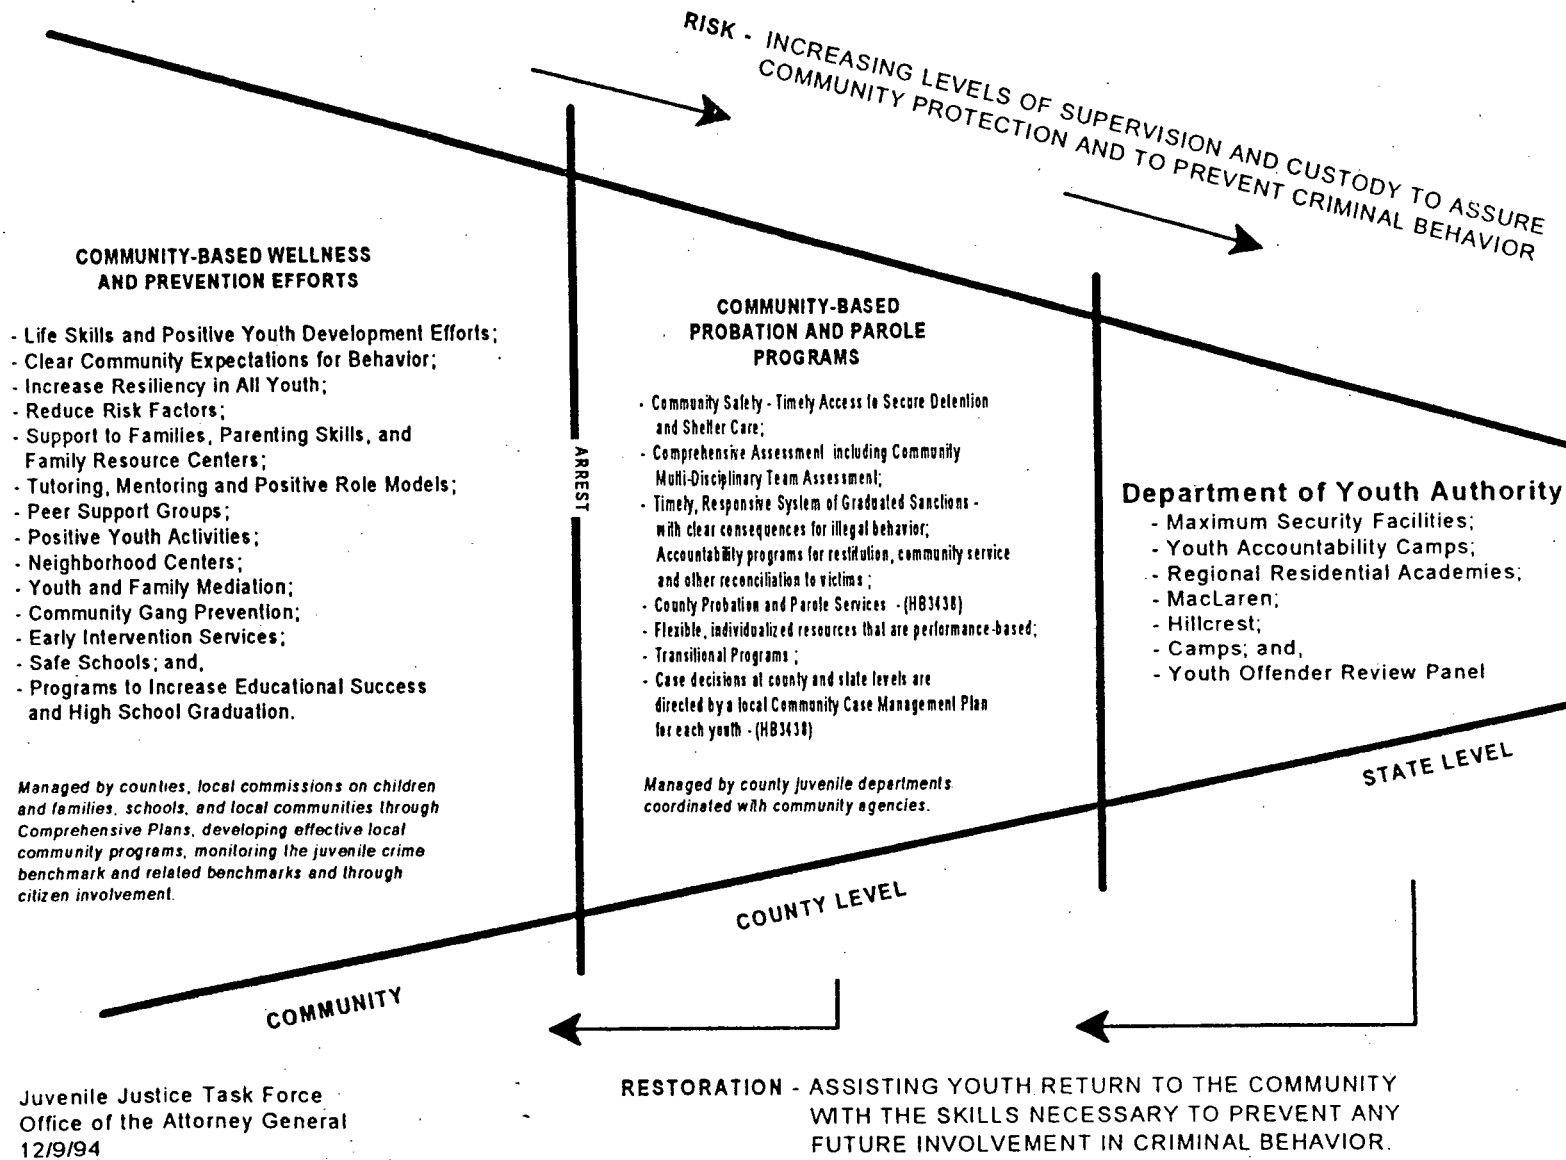 RISK - INCREASING LEVELS OF SUPERVISION AND CUSTODY TO ASSURE
COMMUNITY PROTECTION AND TO PREVENT CRIMINAL BEHAVIOR
COMMUNITY-BASED WELLNESS
AND PREVENTION EFFORTS
- Life Skills and Positive Youth Development Efforts;
- Clear Community Expectations for Behavior;
- Increase Resiliency in All Youth;
- Reduce Risk Factors;
- Support to Families, Parenting Skills, and
Family Resource Centers;
- Tutoring, Mentoring and Positive Role Models;
- Peer Support Groups;
- Positive Youth Activities;
- Neighborhood Centers;
- Youth and Family Mediation;
- Community Gang Prevention;
- Early Intervention Services;
- Safe Schools; and,
- Programs to Increase Educational Success
and High School Graduation.
Managed by counties, local commissions on children
and families, schools, and local communities through
Comprehensive Plans, developing effective local
community programs, monitoring the juvenile crime
benchmark and related benchmarks and through
citizen involvement.
ARREST
COMMUNITY-BASED
PROBATION AND PAROLE
PROGRAMS
- Community Safety - Timely Access to Secure Detention
and Shelter Care;
- Comprehensive Assessment including Community
Multi-Disciplinary Team Assessment;
- Timely, Responsive System of Graduated Sanctions -
with clear consequences for illegal behavior;
Accountability programs for restitution, community service
and other reconciliation to victims ;
- County Probation and Parole Services - (HB3438)
- Flexible, individualized resources that are performance-based;
- Transitional Programs ;
- Case decisions at county and state levels are
directed by a local Community Case Management Plan
for each youth - (HB3438)
Managed by county juvenile departments
coordinated with community agencies.
Department of Youth Authority
- Maximum Security Facilities;
- Youth Accountability Camps;
- Regional Residential Academies;
- MacLaren;
- Hillcrest;
- Camps; and,
- Youth Offender Review Panel
STATE LEVEL
COUNTY LEVEL
COMMUNITY
Juvenile Justice Task Force
Office of the Attorney General
12/9/94
RESTORATION - ASSISTING YOUTH RETURN TO THE COMMUNITY
WITH THE SKILLS NECESSARY TO PREVENT ANY
FUTURE INVOLVEMENT IN CRIMINAL BEHAVIOR.